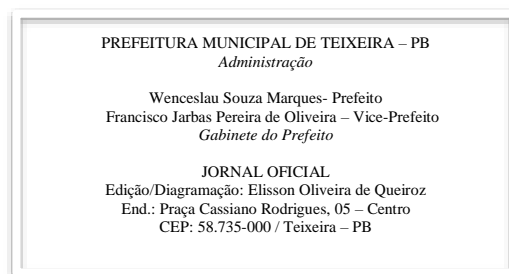 PREFEITURA MUNICIPAL DE TEIXEIRA – PB
Administração
Wenceslau Souza Marques- Prefeito
Francisco Jarbas Pereira de Oliveira – Vice-Prefeito
Gabinete do Prefeito
JORNAL OFICIAL
Edição/Diagramação: Elisson Oliveira de Queiroz
End.: Praça Cassiano Rodrigues, 05 – Centro
CEP: 58.735-000 / Teixeira – PB